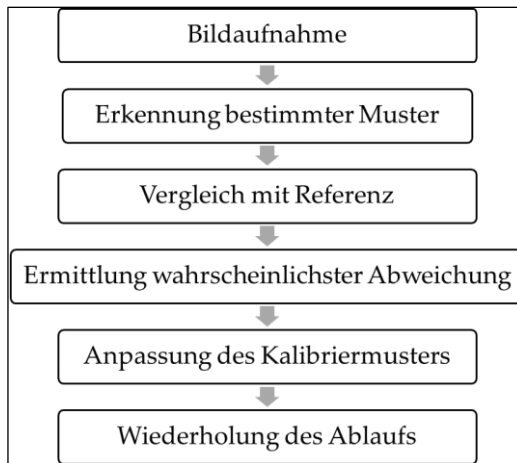 Bildaufnahme
Erkennung bestimmter Muster
Vergleich mit Referenz
Ermittlung wahrscheinlichster Abweichung
Anpassung des Kalibriermusters
Wiederholung des Ablaufs